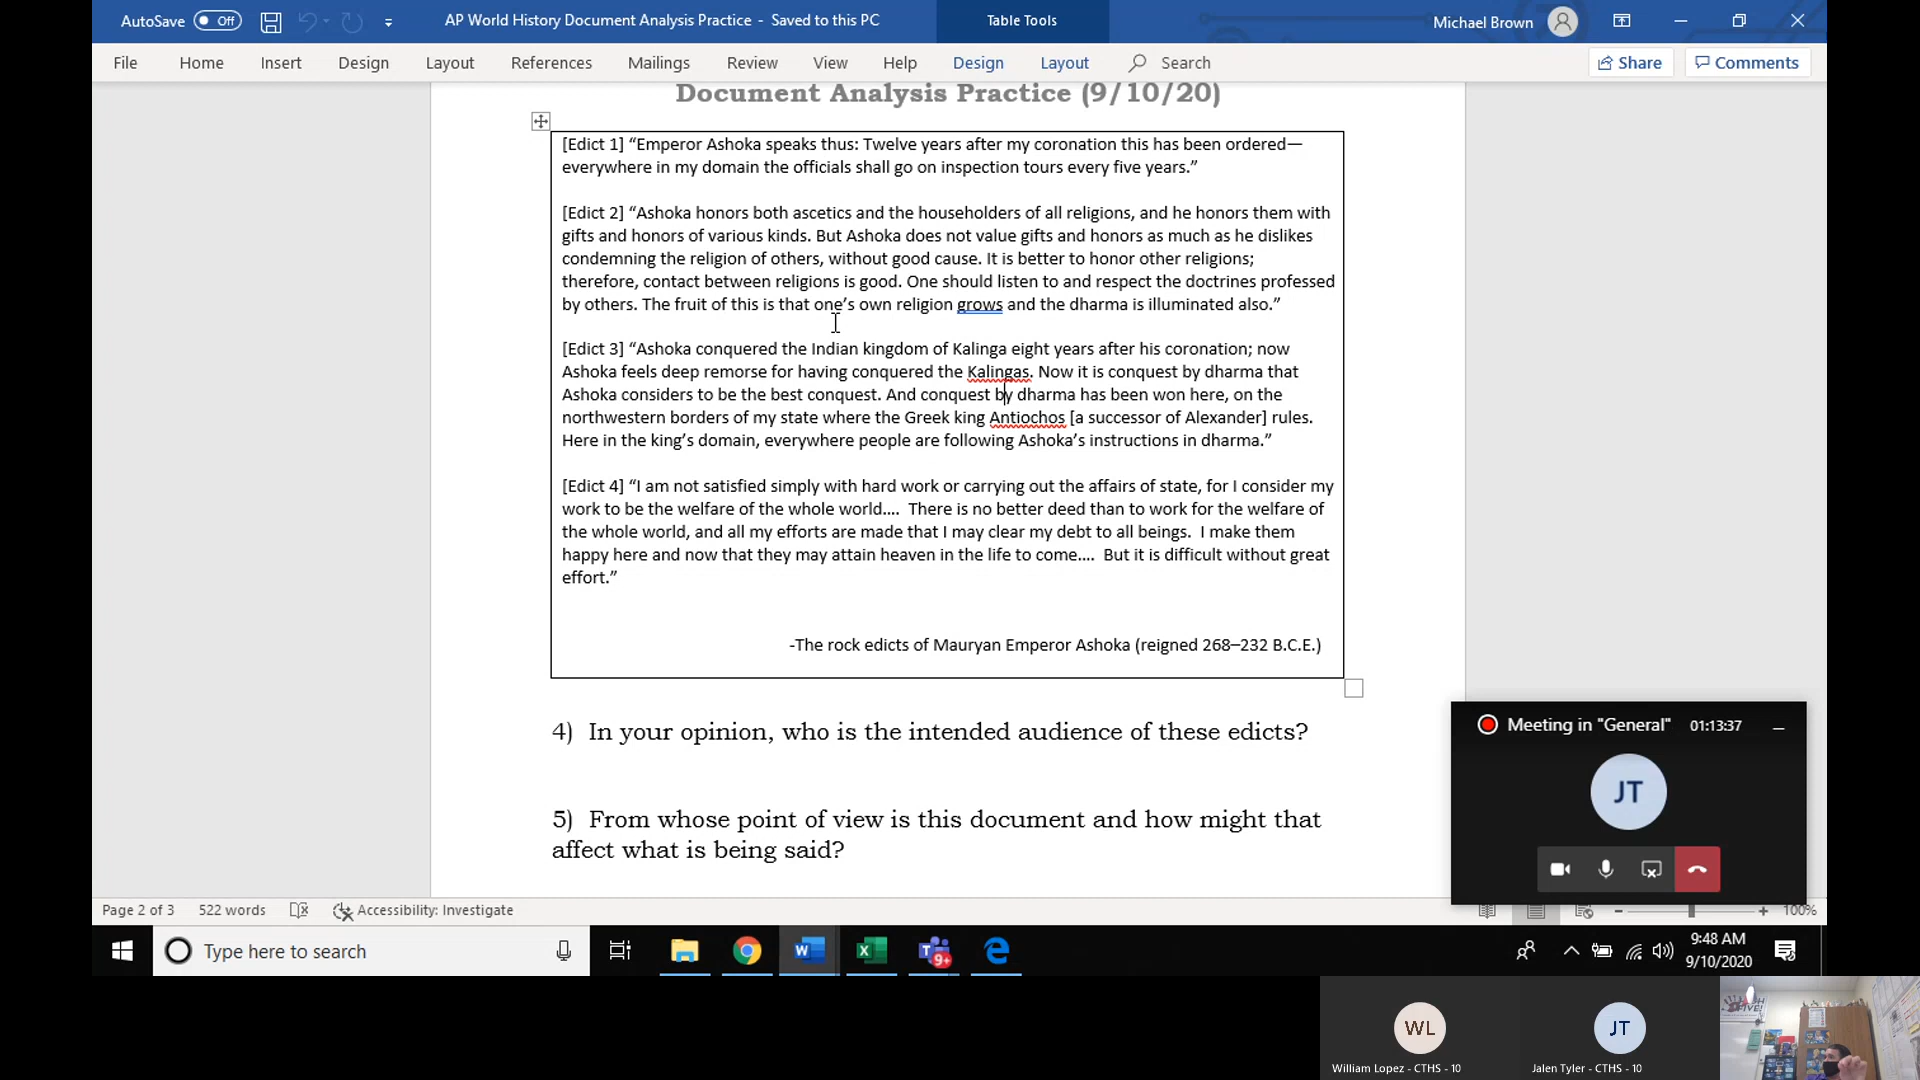 AutoSave Off
AP World History Document Analysis Practice - Saved to this PC
Table Tools
Michael Brown
File Home Insert Design Layout References Mailings Review View Help Design Layout Search Share Comments
Document Analysis Practice (9/10/20)
[Edict 1] “Emperor Ashoka speaks thus: Twelve years after my coronation this has been ordered—
everywhere in my domain the officials shall go on inspection tours every five years.”
[Edict 2] “Ashoka honors both ascetics and the householders of all religions, and he honors them with
gifts and honors of various kinds. But Ashoka does not value gifts and honors as much as he dislikes
condemning the religion of others, without good cause. It is better to honor other religions;
therefore, contact between religions is good. One should listen to and respect the doctrines professed
by others. The fruit of this is that one’s own religion grows and the dharma is illuminated also.”
[Edict 3] “Ashoka conquered the Indian kingdom of Kalinga eight years after his coronation; now
Ashoka feels deep remorse for having conquered the Kalingas. Now it is conquest by dharma that
Ashoka considers to be the best conquest. And conquest by dharma has been won here, on the
northwestern borders of my state where the Greek king Antiochos [a successor of Alexander] rules.
Here in the king’s domain, everywhere people are following Ashoka’s instructions in dharma.”
[Edict 4] “I am not satisfied simply with hard work or carrying out the affairs of state, for I consider my
work to be the welfare of the whole world.... There is no better deed than to work for the welfare of
the whole world, and all my efforts are made that I may clear my debt to all beings. I make them
happy here and now that they may attain heaven in the life to come.... But it is difficult without great
effort.”
-The rock edicts of Mauryan Emperor Ashoka (reigned 268–232 B.C.E.)
4) In your opinion, who is the intended audience of these edicts?
5) From whose point of view is this document and how might that
affect what is being said?
Meeting in "General" 01:13:37
JT
Page 2 of 3 522 words Accessibility: Investigate 100%
Type here to search
9+
9:48 AM
9/10/2020
WL
JT
William Lopez - CTHS - 10
Jalen Tyler - CTHS - 10